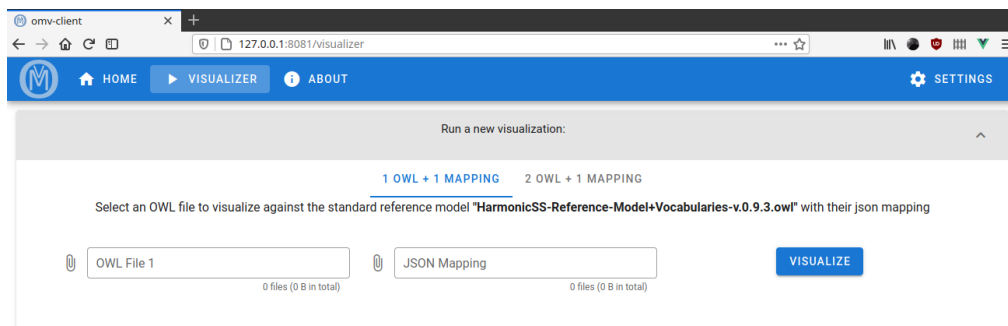 omv-client
127.0.0.1:8081/visualizer
HOME VISUALIZER ABOUT SETTINGS
Run a new visualization:
1 OWL + 1 MAPPING 2 OWL + 1 MAPPING
Select an OWL file to visualize against the standard reference model "HarmonicSS-Reference-Model+Vocabularies-v.0.9.3.owl" with their json mapping
OWL File 1 JSON Mapping VISUALIZE
0 files (0 B in total) 0 files (0 B in total)